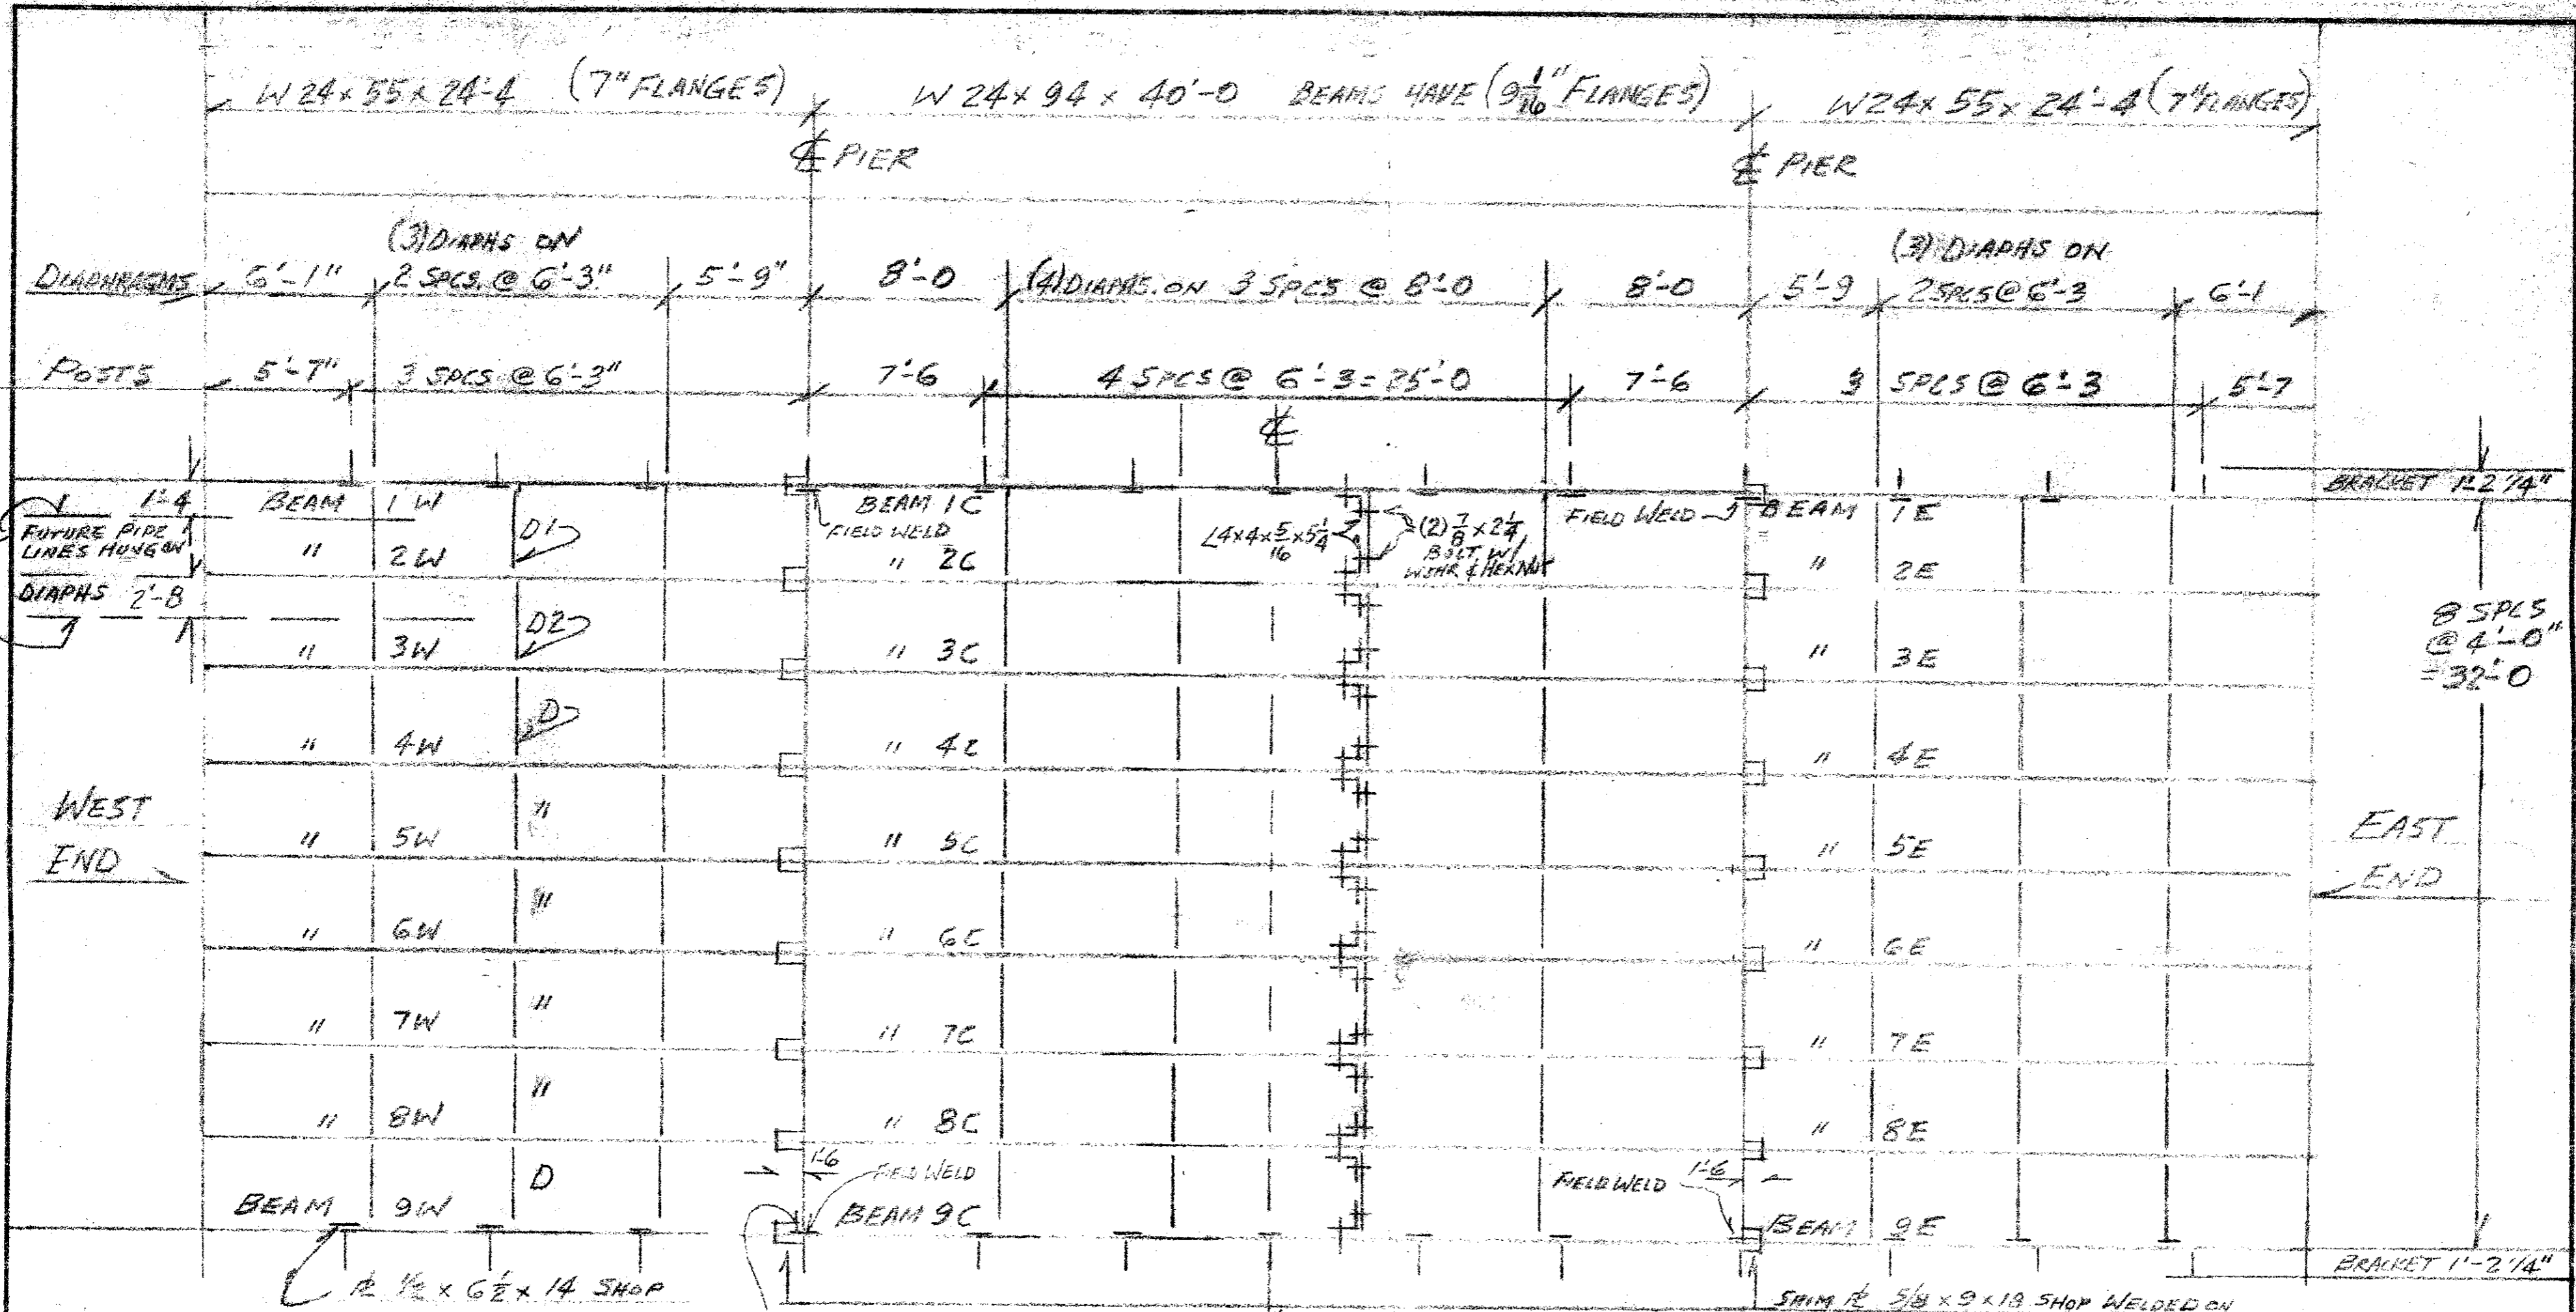 W 24 x 55 x 24'-4 (7" FLANGES)
W 24 x 94 x 40'-0 BEAMS HAVE (9 1/16" FLANGES)
W 24 x 55 x 24'-4 (7" FLANGES)
℄ PIER
℄ PIER
(3) DIAPHS ON
(3) DIAPHS ON
DIAPHRAGMS 6'-1" 2 SPCS. @ 6'-3" 5'-9" 8'-0 (4) DIAPHS. ON 3 SPCS @ 8'-0 8'-0 5'-9 2 SPCS @ 6'-3 6'-1
POSTS 5'-7" 3 SPCS @ 6'-3" 7'-6 4 SPCS @ 6'-3 = 25'-0 7'-6 3 SPCS @ 6'-3 5'-7
℄
BRACKET 1'-2 1/4"
1'-4 BEAM 1W BEAM 1C FIELD WELD BEAM 1E
FIELD WELD
FUTURE PIPE
LINES HUNG ON
DIAPHS 2'-8
D1
L4x4x5/16x5 1/4
(2) 7/8 x 2 1/4
BOLT W/
WSHR & HEX NUT
" 2W " 2C " 2E
D2
8 SPCS
@ 4'-0"
=32'-0
" 3W " 3C " 3E
D
" 4W " 4C " 4E
WEST
END
"
EAST
END
" 5W " 5C " 5E
"
" 6W " 6C " 6E
"
" 7W " 7C " 7E
"
" 8W " 8C " 8E
D 1'-6 FIELD WELD FIELD WELD 1'-6
BEAM 9W BEAM 9C BEAM 9E
BRACKET 1'-2 1/4"
℄ 1/2 x 6 1/2 x 14 SHOP
SHIM ℄ 5/8 x 9 x 18 SHOP WELDED ON